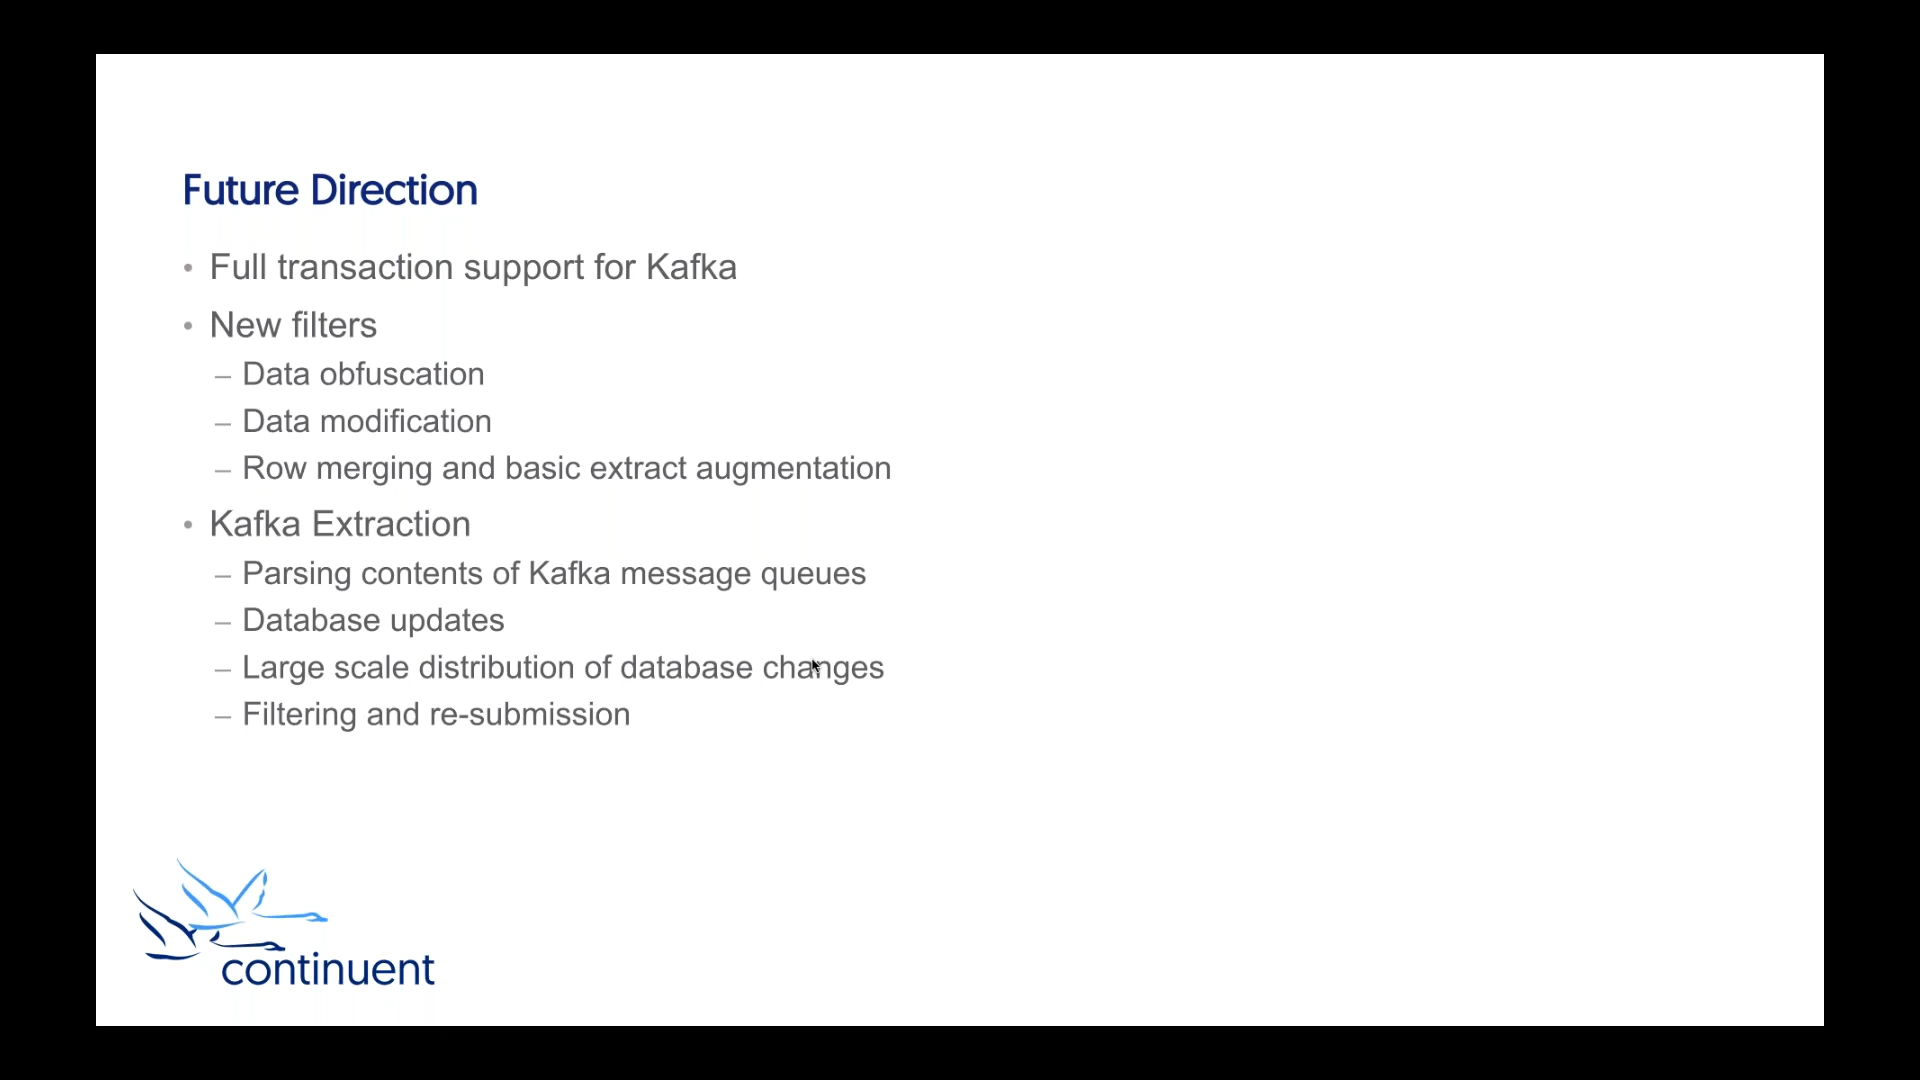 Future Direction
• Full transaction support for Kafka
• New filters
– Data obfuscation
– Data modification
– Row merging and basic extract augmentation
• Kafka Extraction
– Parsing contents of Kafka message queues
– Database updates
– Large scale distribution of database changes
– Filtering and re-submission
continuent